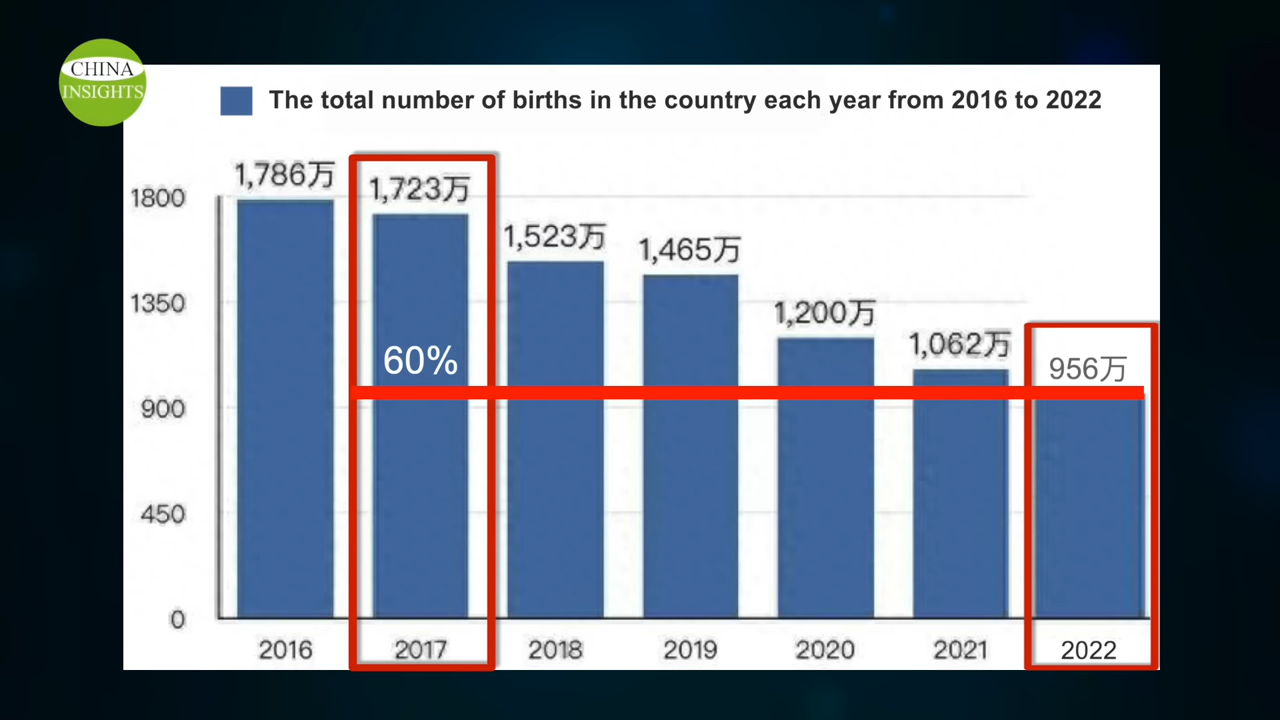 CHINA
INSIGHTS
The total number of births in the country each year from 2016 to 2022
1,786万
1,723万
1,523万
1,465万
1,200万
1,062万
956万
60%
1800
1350
900
450
0
2016 2017 2018 2019 2020 2021 2022